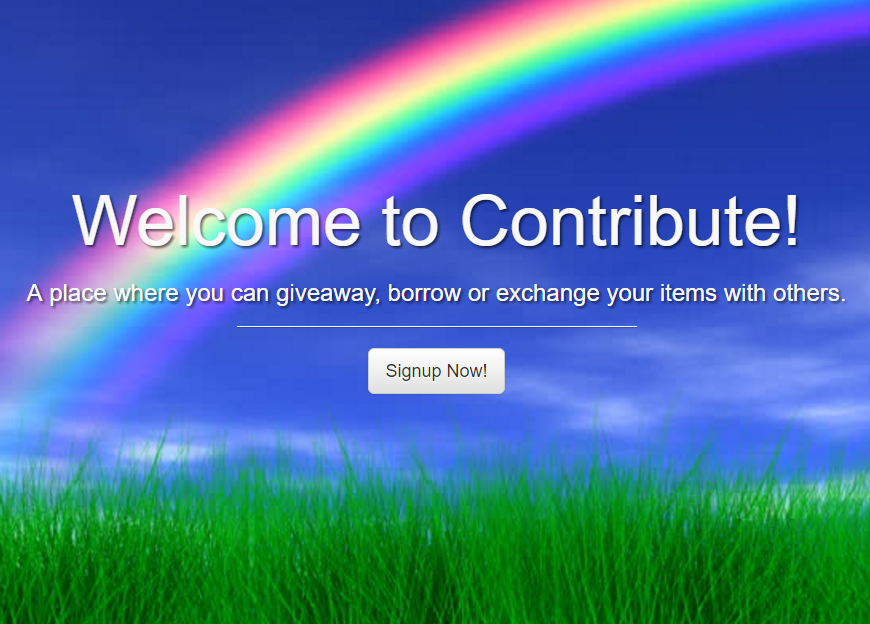 Welcome to Contribute!
A place where you can giveaway, borrow or exchange your items with others.
Signup Now!